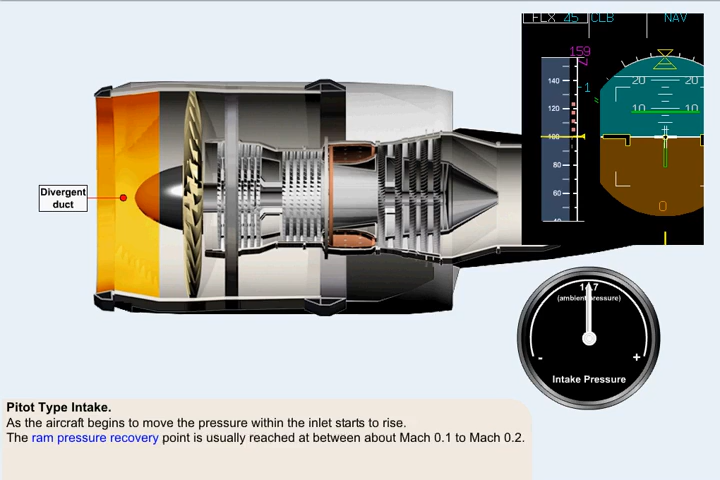 FLX 45 CLB NAV
159
140
120
100
80
60
40
1
20 20
10 10
0
Divergent
duct
(ambient pressure)
- +
Intake Pressure
Pitot Type Intake.
As the aircraft begins to move the pressure within the inlet starts to rise.
The ram pressure recovery point is usually reached at between about Mach 0.1 to Mach 0.2.